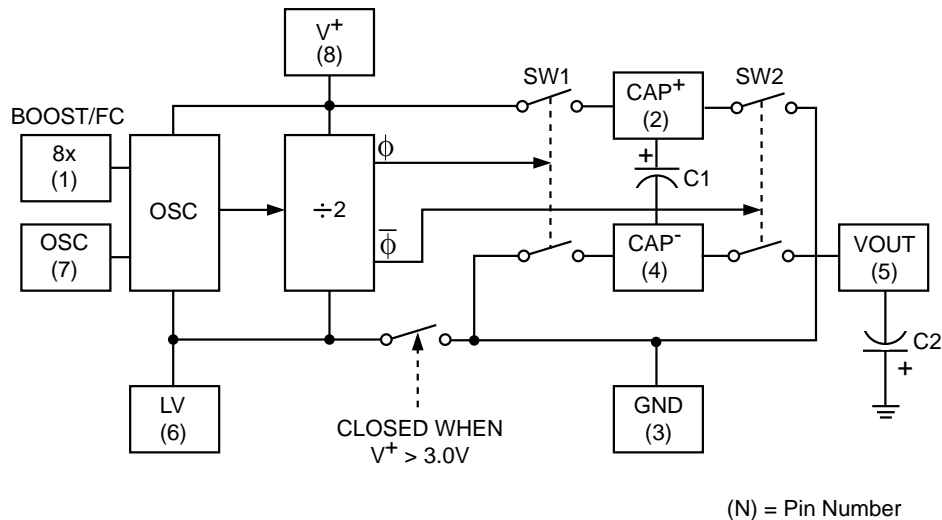 V+
(8)
SW1
CAP+
(2)
SW2
BOOST/FC
8x
(1)
OSC
÷2
ϕ
+
C1
OSC
(7)
ϕ̅
CAP-
(4)
VOUT
(5)
C2
+
LV
(6)
CLOSED WHEN
V+ > 3.0V
GND
(3)
(N) = Pin Number